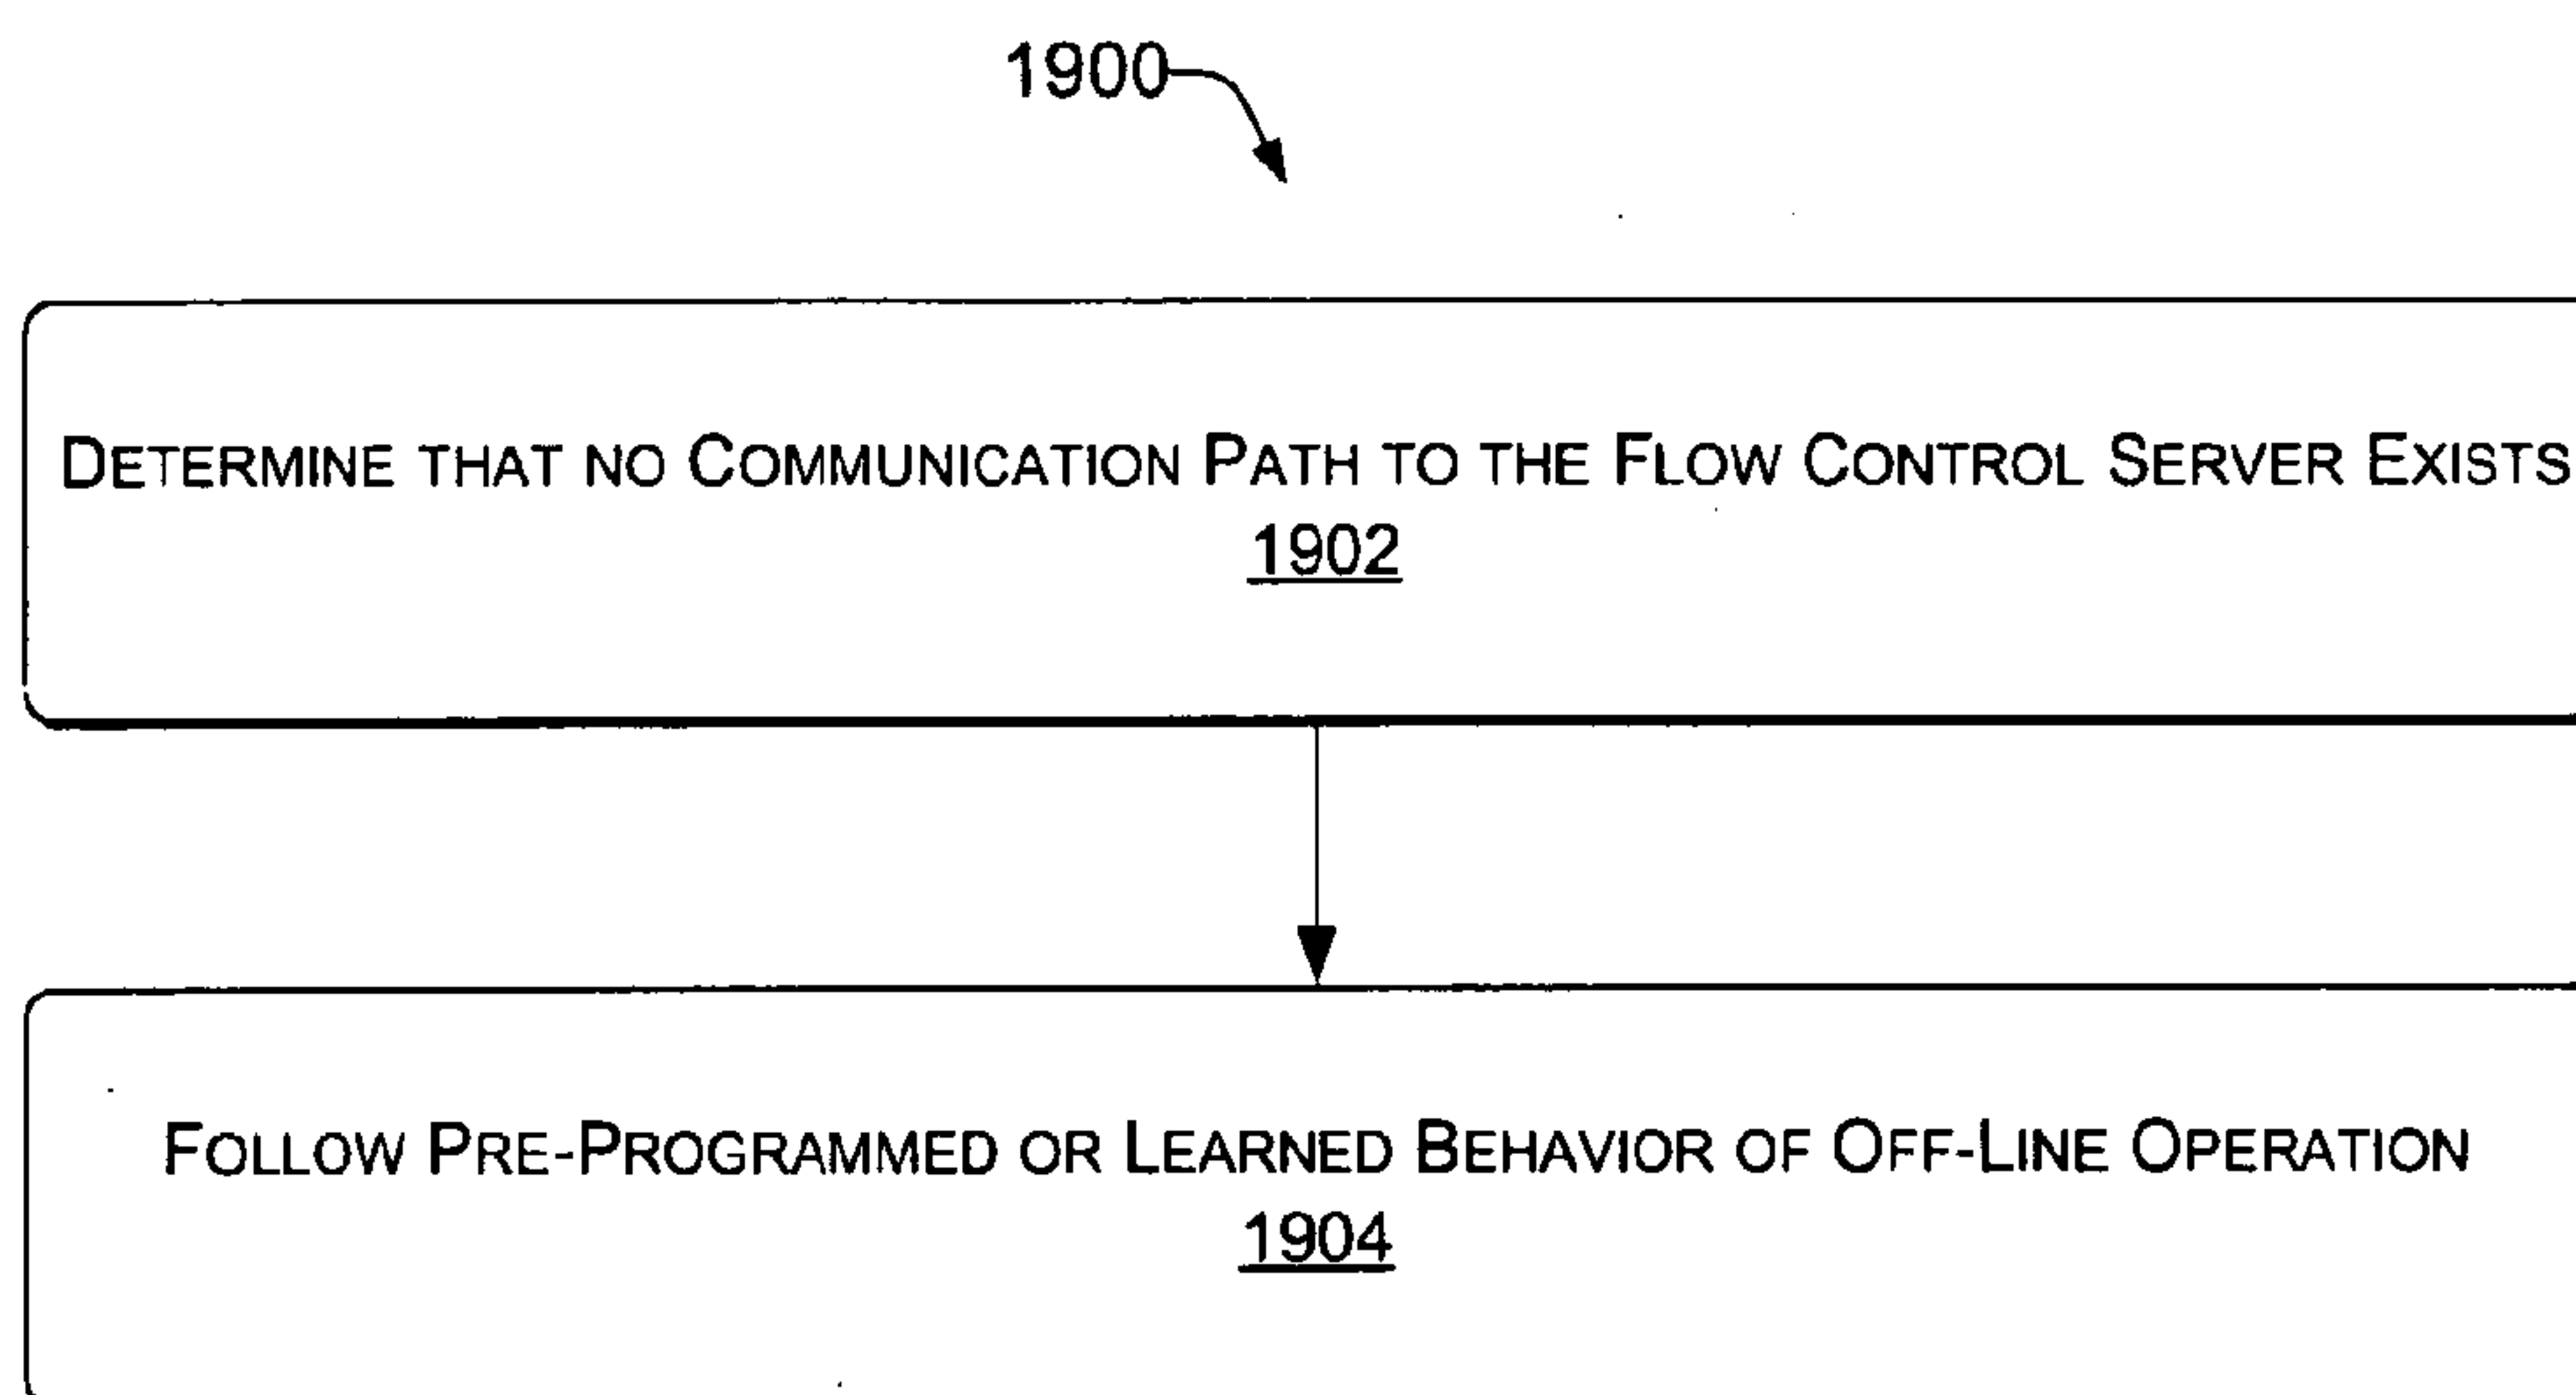 1900
DETERMINE THAT NO COMMUNICATION PATH TO THE FLOW CONTROL SERVER EXISTS
1902
FOLLOW PRE-PROGRAMMED OR LEARNED BEHAVIOR OF OFF-LINE OPERATION
1904